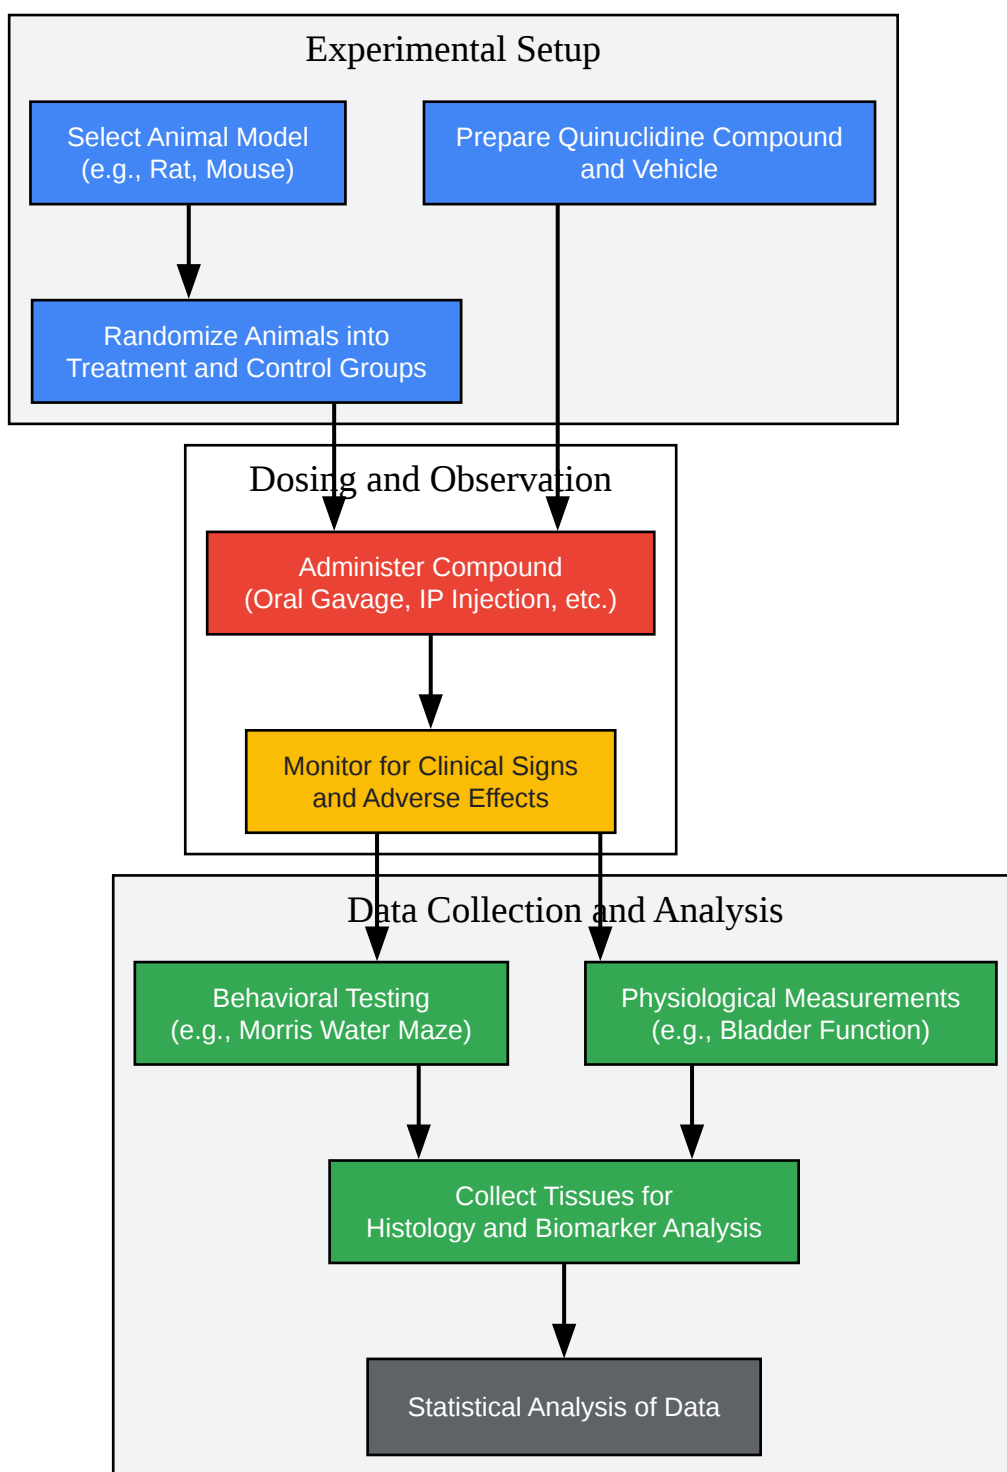 Experimental Setup
Select Animal Model
(e.g., Rat, Mouse)
Prepare Quinuclidine Compound
and Vehicle
Randomize Animals into
Treatment and Control Groups
Dosing and Observation
Administer Compound
(Oral Gavage, IP Injection, etc.)
Monitor for Clinical Signs
and Adverse Effects
Data Collection and Analysis
Behavioral Testing
(e.g., Morris Water Maze)
Physiological Measurements
(e.g., Bladder Function)
Collect Tissues for
Histology and Biomarker Analysis
Statistical Analysis of Data